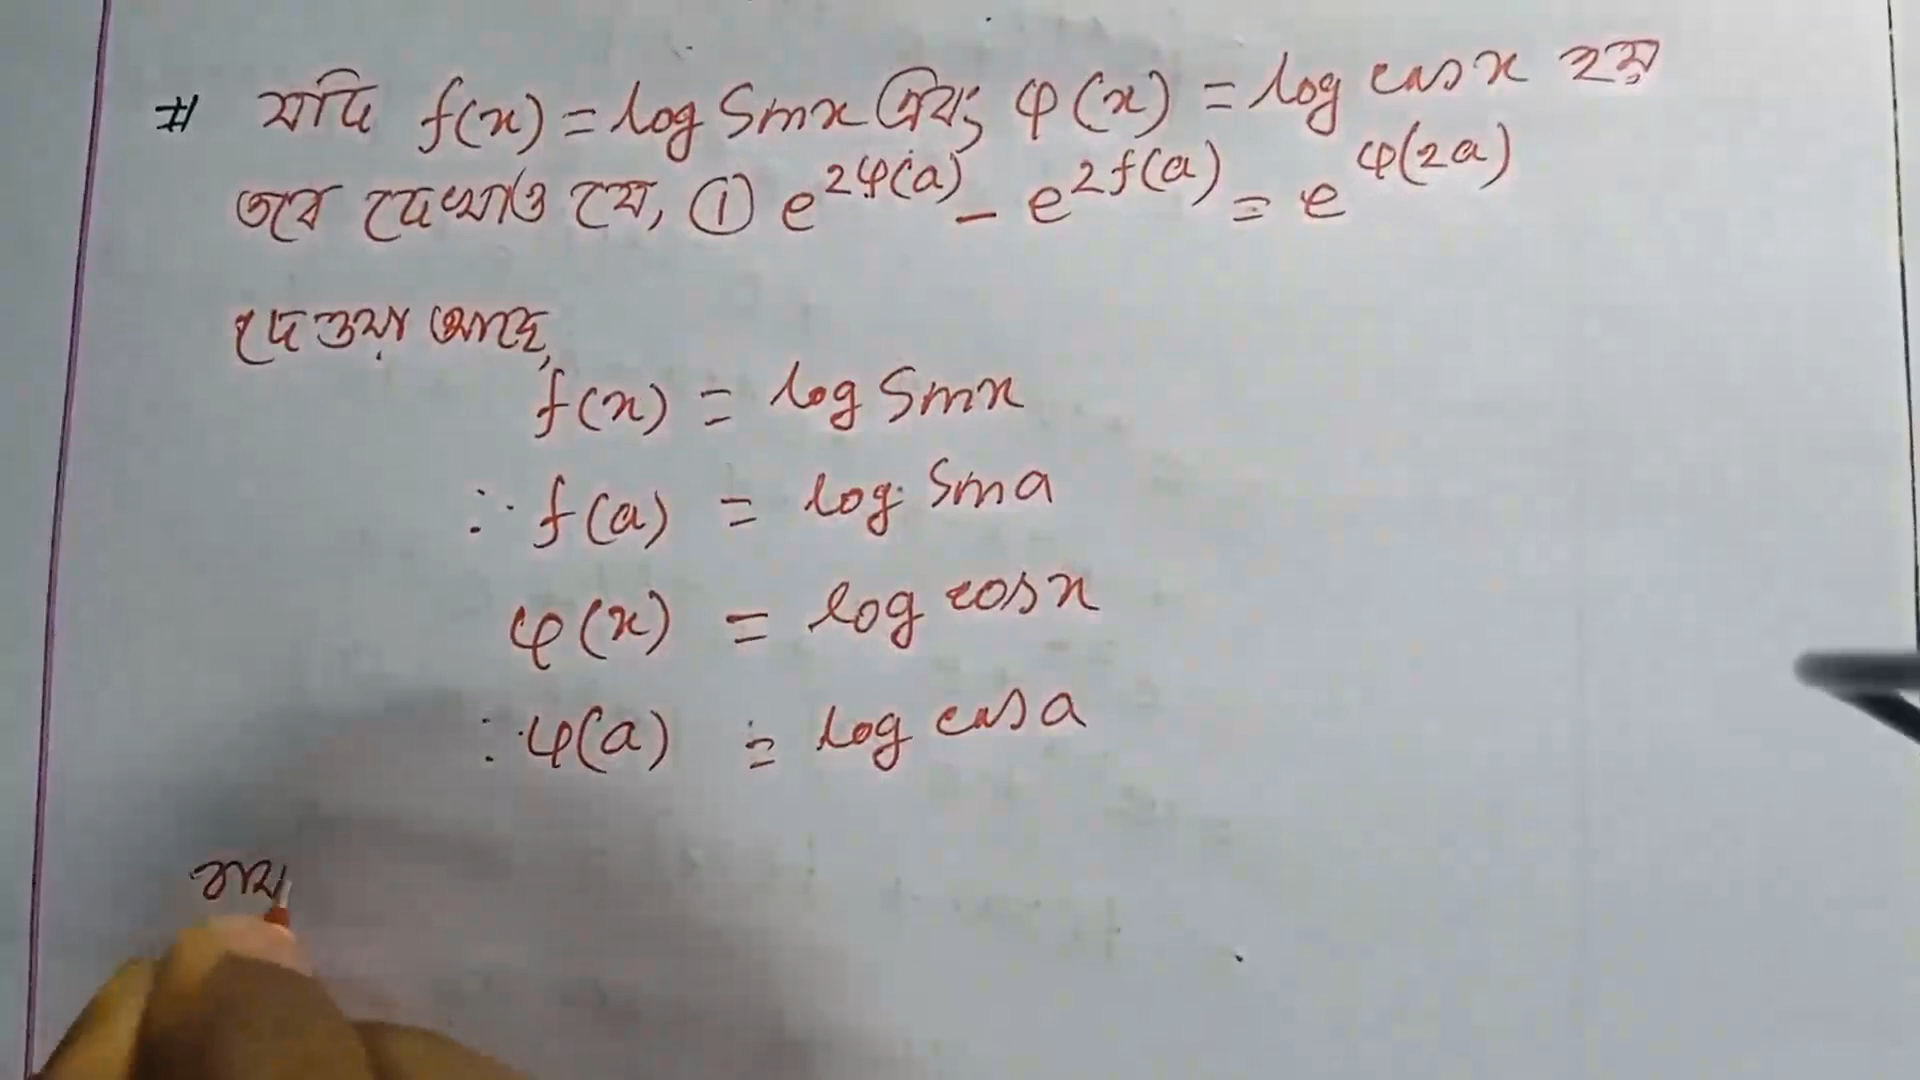 # যদি f(x) = log sinx এবং φ(x) = log cosx হয়
তবে দেখাও যে, ① e^{2φ(a)} - e^{2f(a)} = e^{φ(2a)}
দেওয়া আছে,
f(x) = log sinx
∴ f(a) = log sina
φ(x) = log cosx
∴ φ(a) = log cosa